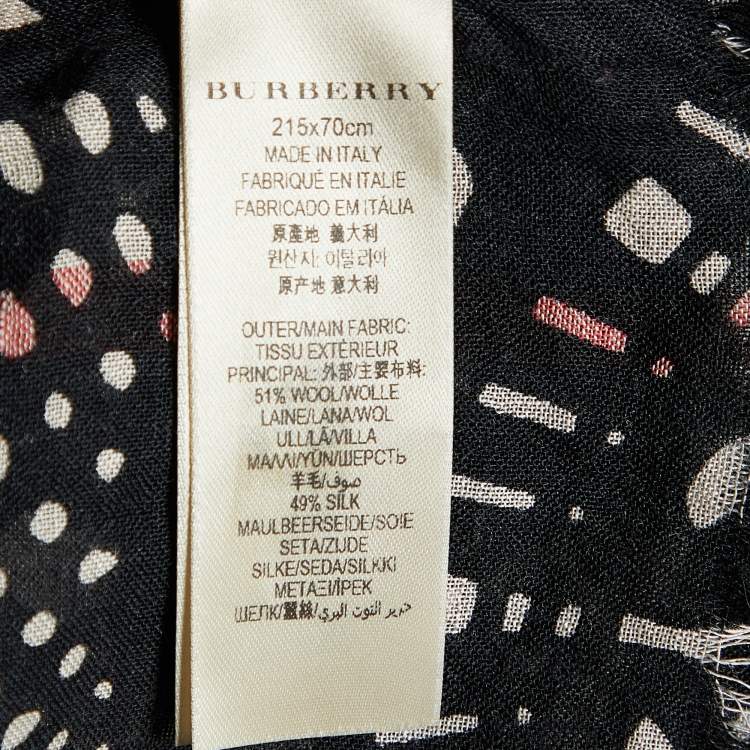 BURBERRY
215x70cm
MADE IN ITALY
FABRIQUÉ EN ITALIE
FABRICADO EM ITÁLIA
原產地 義大利
원산지: 이탈리아
原产地 意大利
OUTER/MAIN FABRIC:
TISSU EXTÉRIEUR
PRINCIPAL: 外部/主要布料:
51% WOOL/WOLLE
LAINE/LANA/WOL
ULL/LÃ/VILLA
ΜΑΛΛΙ/YÜN/ШЕРСТЬ
羊毛/صوف
49% SILK
MAULBEERSEIDE/SOIE
SETA/ZIJDE
SILKE/SEDA/SILKKI
ΜΕΤΑΞΙ/İPEK
ШЕЛК/蠶絲/حرير التوت البري